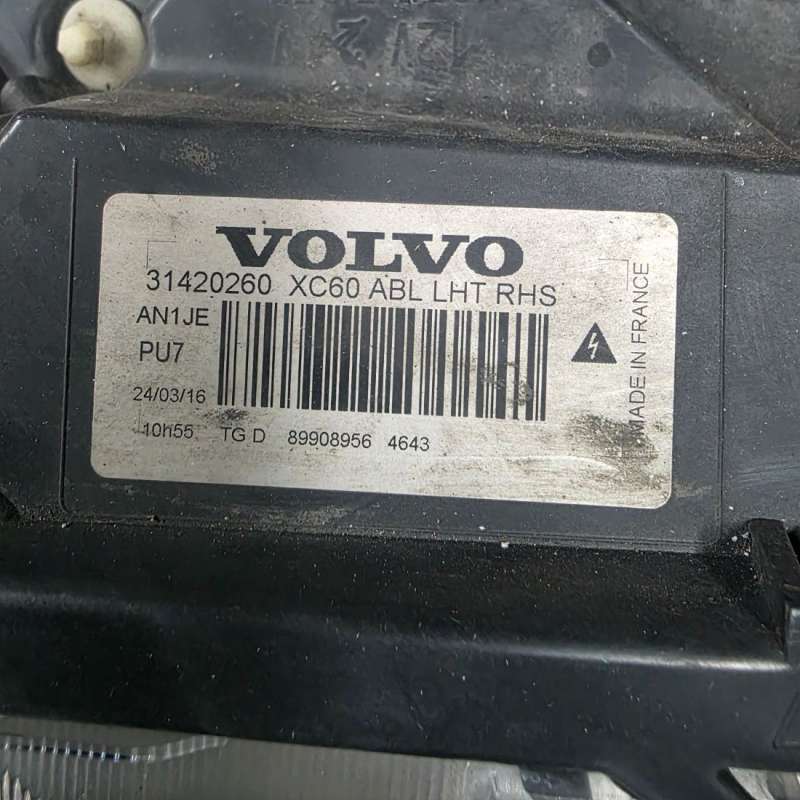 VOLVO
31420260 XC60 ABL LHT RHS
AN1JE
PU7
24/03/16
10h55 TG D 89908956 4643
MADE IN FRANCE